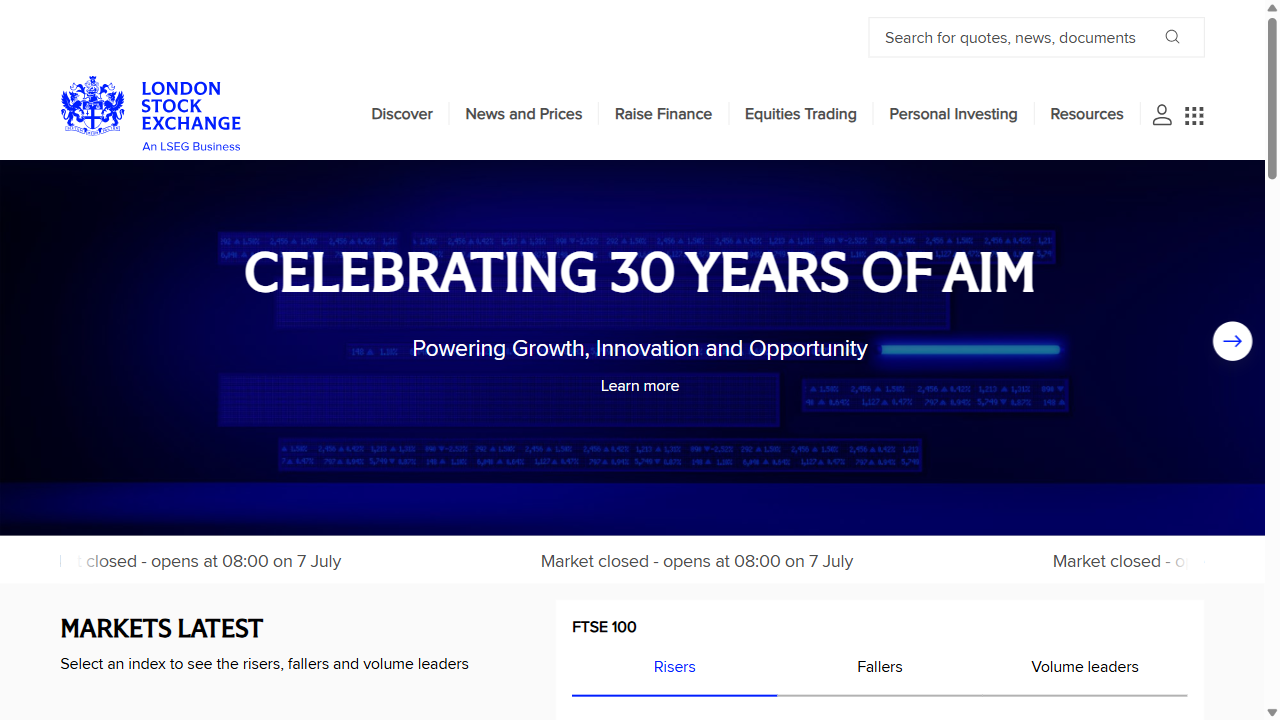 Search for quotes, news, documents
LONDON
STOCK
EXCHANGE
An LSEG Business
Discover
News and Prices
Raise Finance
Equities Trading
Personal Investing
Resources
CELEBRATING 30 YEARS OF AIM
Powering Growth, Innovation and Opportunity
Learn more
closed - opens at 08:00 on 7 July
Market closed - opens at 08:00 on 7 July
Market closed -
MARKETS LATEST
Select an index to see the risers, fallers and volume leaders
FTSE 100
Risers
Fallers
Volume leaders